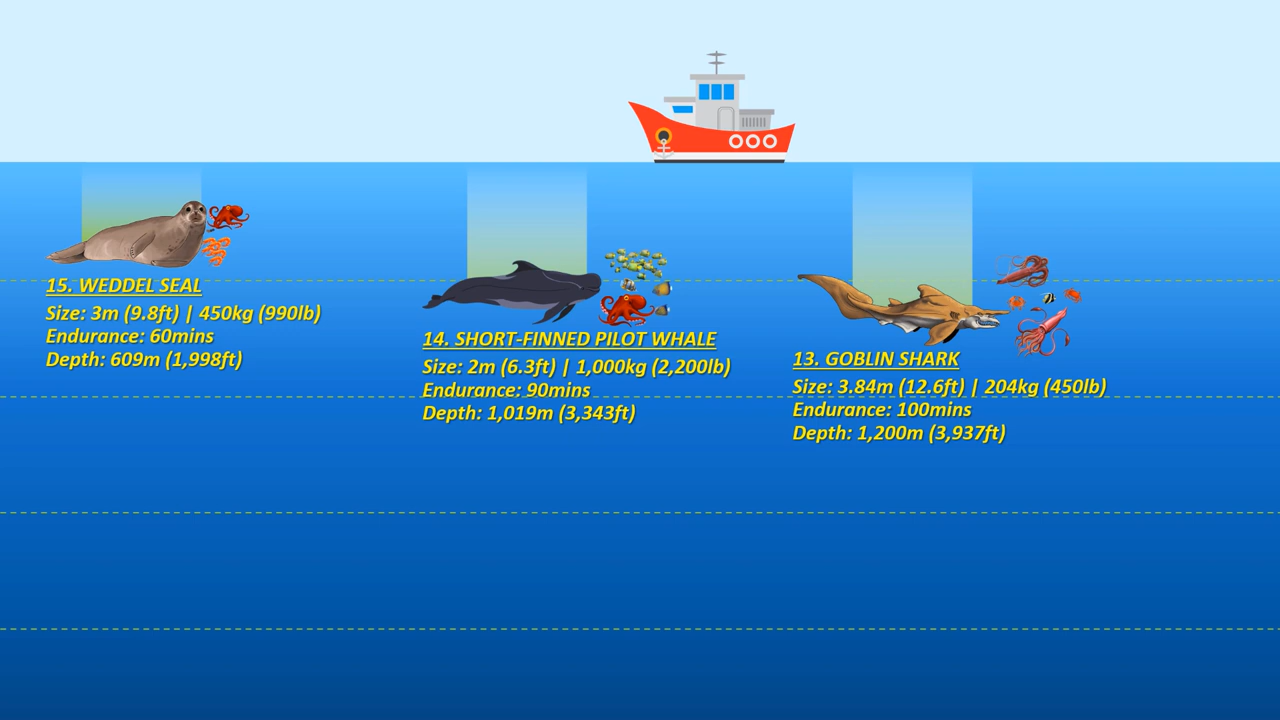 15. WEDDEL SEAL
Size: 3m (9.8ft) | 450kg (990lb)
Endurance: 60mins
Depth: 609m (1,998ft)
14. SHORT-FINNED PILOT WHALE
Size: 2m (6.3ft) | 1,000kg (2,200lb)
Endurance: 90mins
Depth: 1,019m (3,343ft)
13. GOBLIN SHARK
Size: 3.84m (12.6ft) | 204kg (450lb)
Endurance: 100mins
Depth: 1,200m (3,937ft)